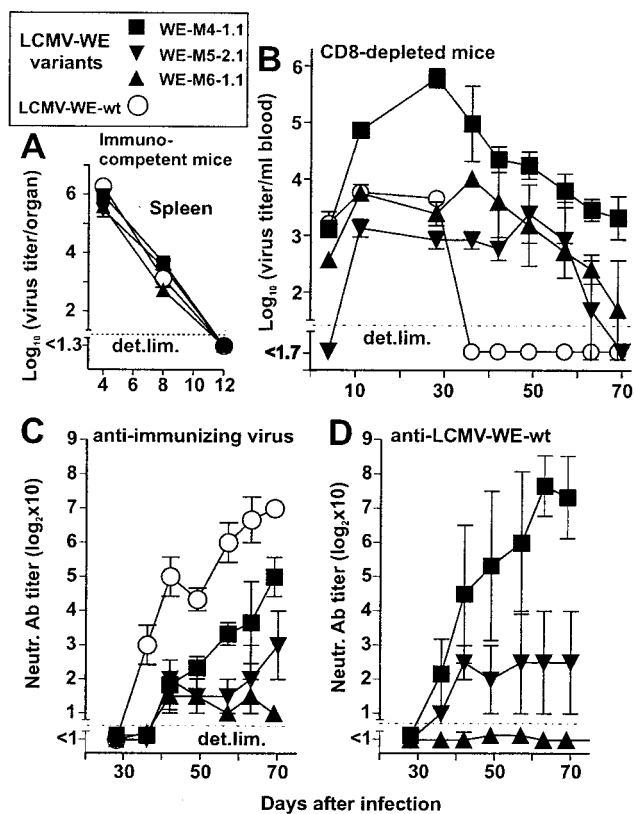 LCMV-WE
variants
WE-M4-1.1
WE-M5-2.1
WE-M6-1.1
LCMV-WE-wt
A
Immuno-
competent mice
Spleen
Log₁₀ (virus titer/organ)
6
4
2
<1.3
det.lim.
4
8
12
B
CD8-depleted mice
Log₁₀ (virus titer/ml blood)
6
5
4
3
2
<1.7
det.lim.
10
30
50
70
C
anti-immunizing virus
Neutr. Ab titer (log₂x10)
9
8
7
6
5
4
3
2
1
<1
det.lim.
30
50
70
D
anti-LCMV-WE-wt
Neutr. Ab titer (log₂x10)
9
8
7
6
5
4
3
2
1
<1
30
50
70
Days after infection